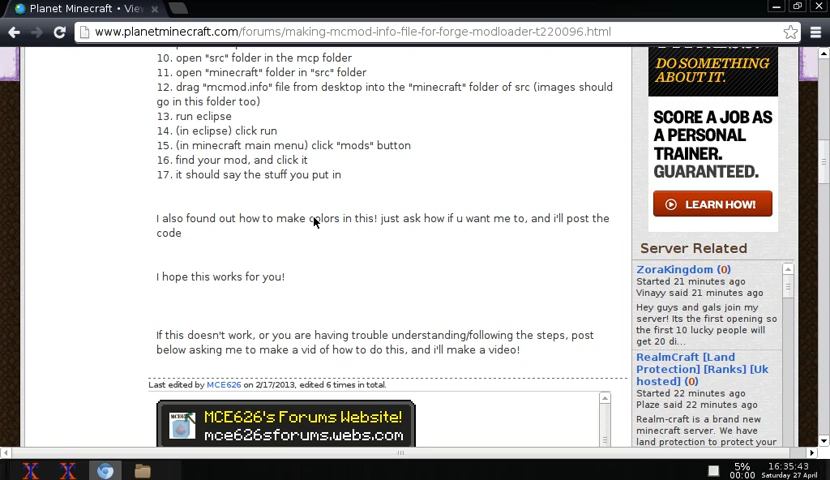 Planet Minecraft • Vie
www.planetminecraft.com/forums/making-mcmod-info-file-for-forge-modloader-t220096.html
10. open "src" folder in the mcp folder
11. open "minecraft" folder in "src" folder
12. drag "mcmod.info" file from desktop into the "minecraft" folder of src (images should
go in this folder too)
13. run eclipse
14. (in eclipse) click run
15. (in minecraft main menu) click "mods" button
16. find your mod, and click it
17. it should say the stuff you put in
I also found out how to make colors in this! just ask how if u want me to, and i'll post the
code
I hope this works for you!
If this doesn't work, or you are having trouble understanding/following the steps, post
below asking me to make a vid of how to do this, and i'll make a video!
Last edited by MCE626 on 2/17/2013, edited 6 times in total.
MCE626's Forums Website!
mce626sforums.webs.com
DO SOMETHING
ABOUT IT.
SCORE A JOB AS
A PERSONAL
TRAINER.
GUARANTEED.
LEARN HOW!
Server Related
ZoraKingdom (0)
Started 21 minutes ago
Vinayy said 21 minutes ago
Hey guys and gals join my
server! Its the first opening so
the first 10 lucky people will
get 20 di...
RealmCraft [Land
Protection] [Ranks] [Uk
hosted] (0)
Started 22 minutes ago
Plaze said 22 minutes ago
Realm-craft is a brand new
minecraft server. We have
land protection to protect your
5%
00:00
16:35:43
Saturday 27 April